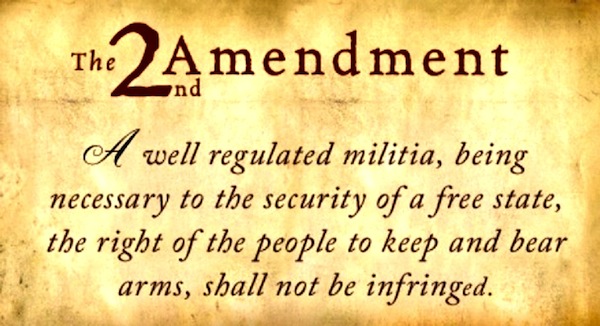 The 2nd Amendment
A well regulated militia, being
necessary to the security of a free state,
the right of the people to keep and bear
arms, shall not be infringed.